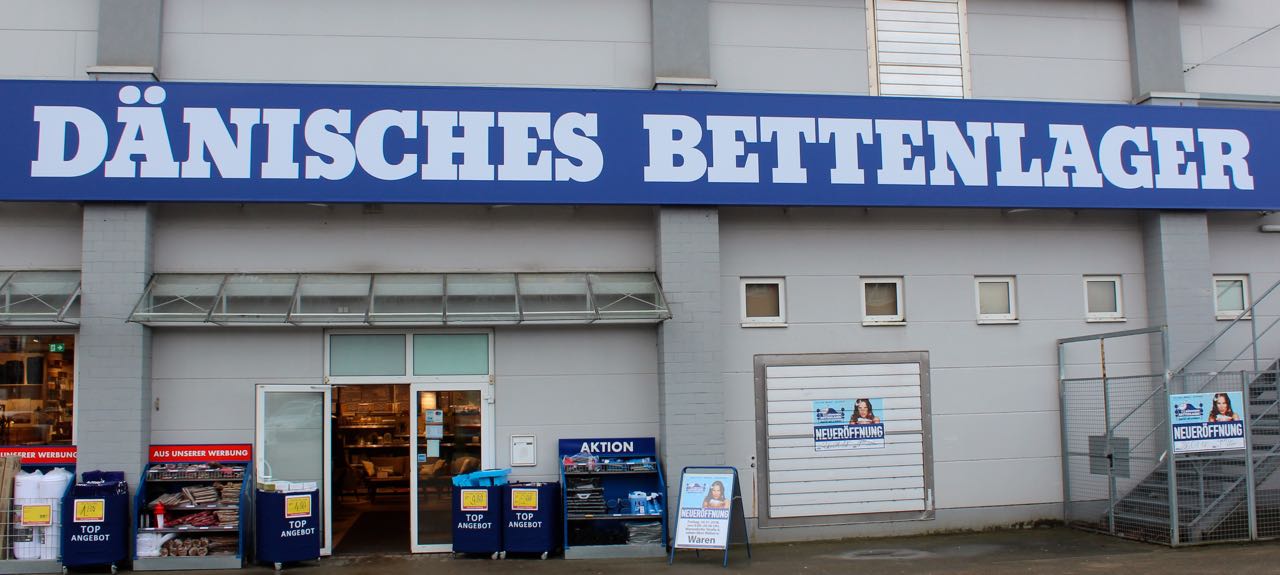 DÄNISCHES BETTENLAGER
UNSERER WERBUNG
AUS UNSERER WERBUNG
AKTION
TOP
ANGEBOT
TOP
ANGEBOT
TOP
ANGEBOT
TOP
ANGEBOT
NEUERÖFFNUNG
NEUERÖFFNUNG
NEUERÖFFNUNG
Waren